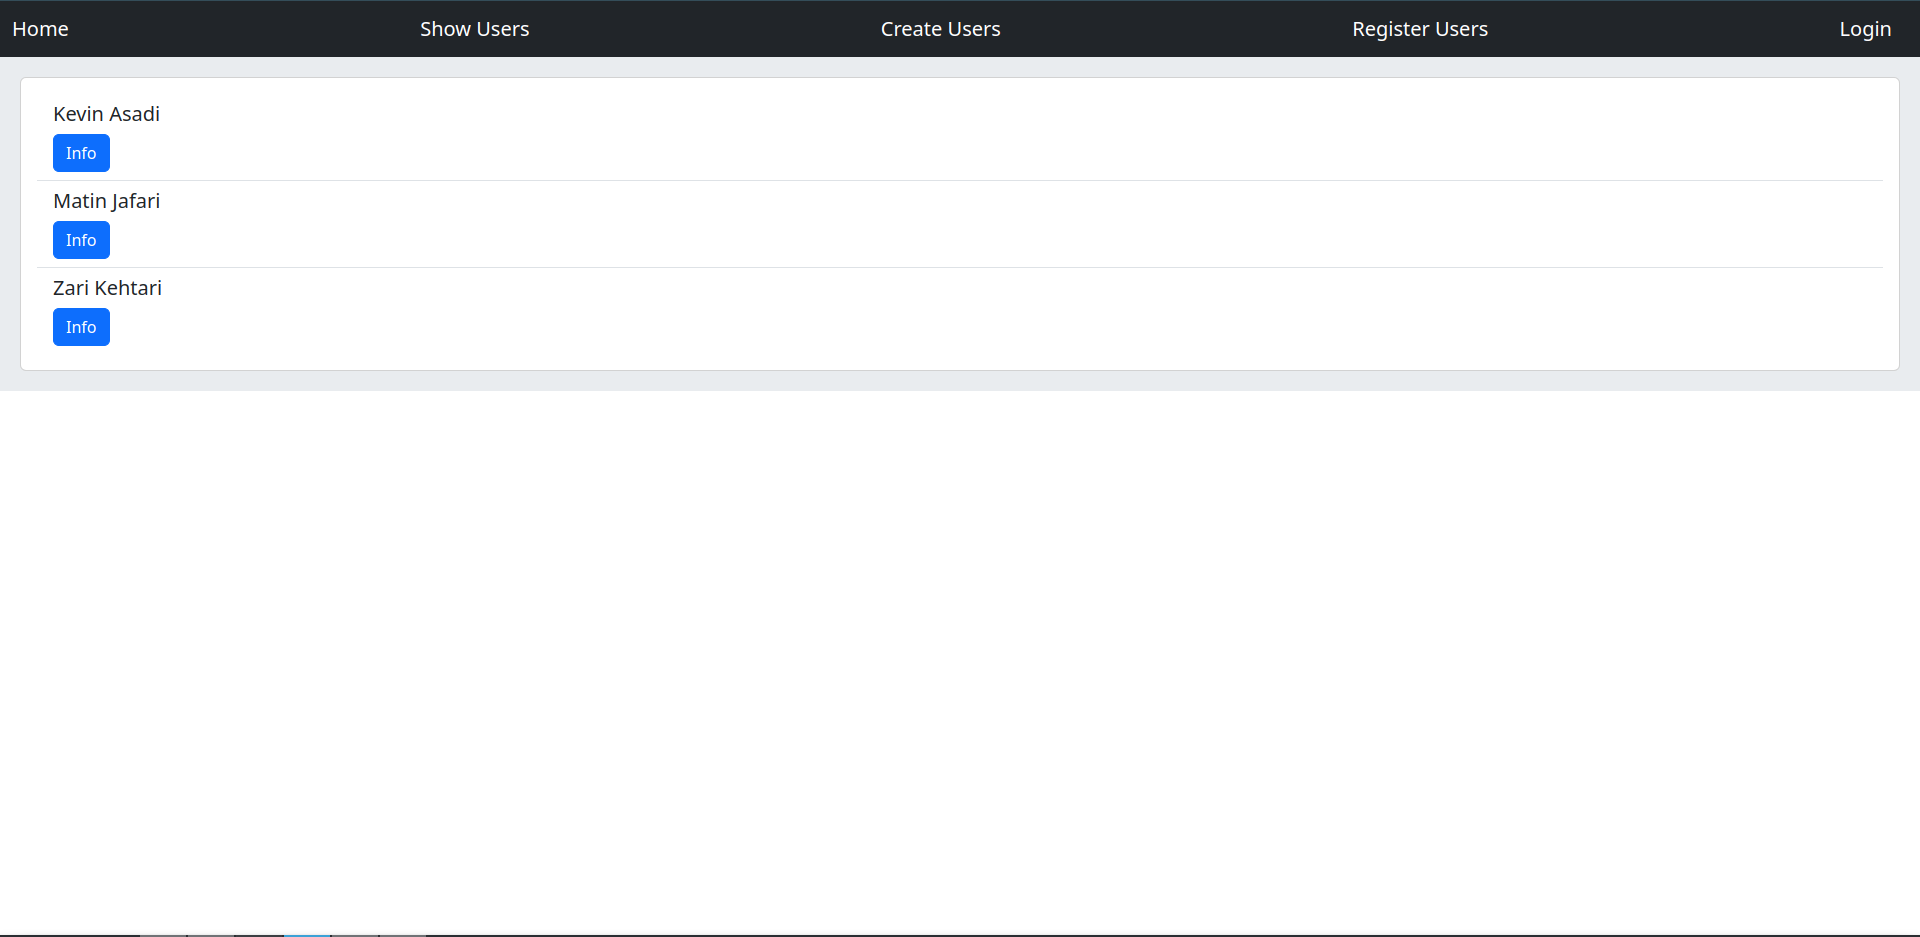 Home Show Users Create Users Register Users Login
Kevin Asadi
Info
Matin Jafari
Info
Zari Kehtari
Info